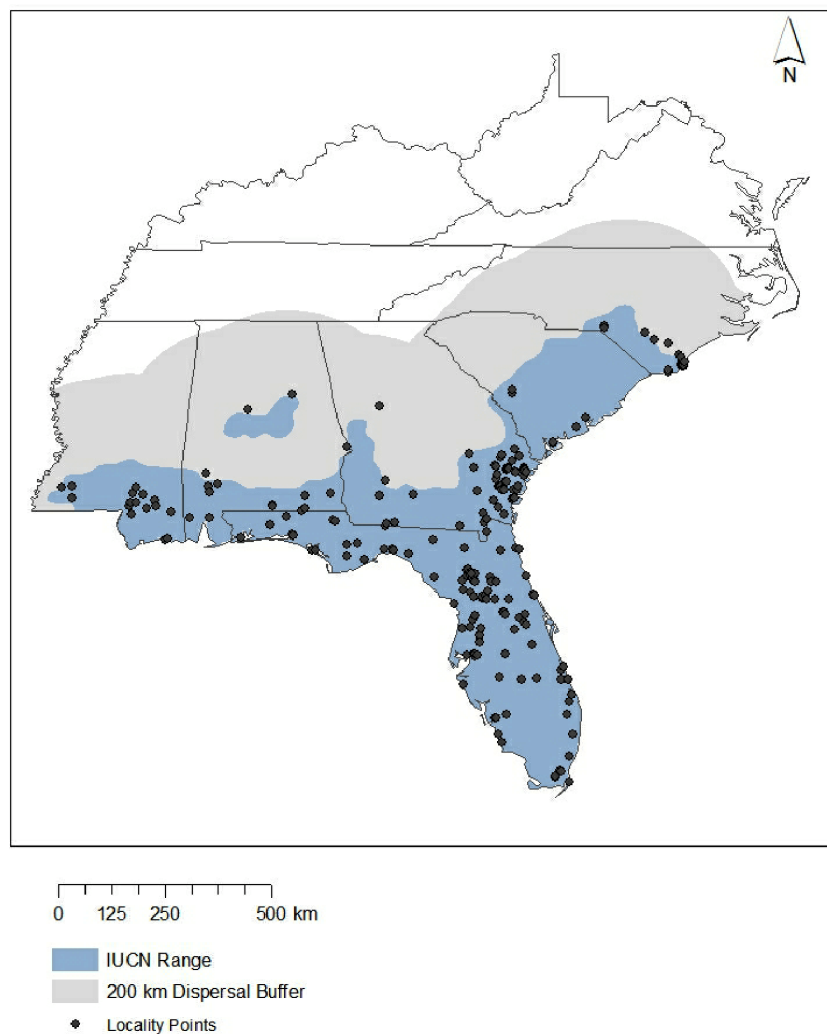 N
0 125 250 500 km
IUCN Range
200 km Dispersal Buffer
Locality Points